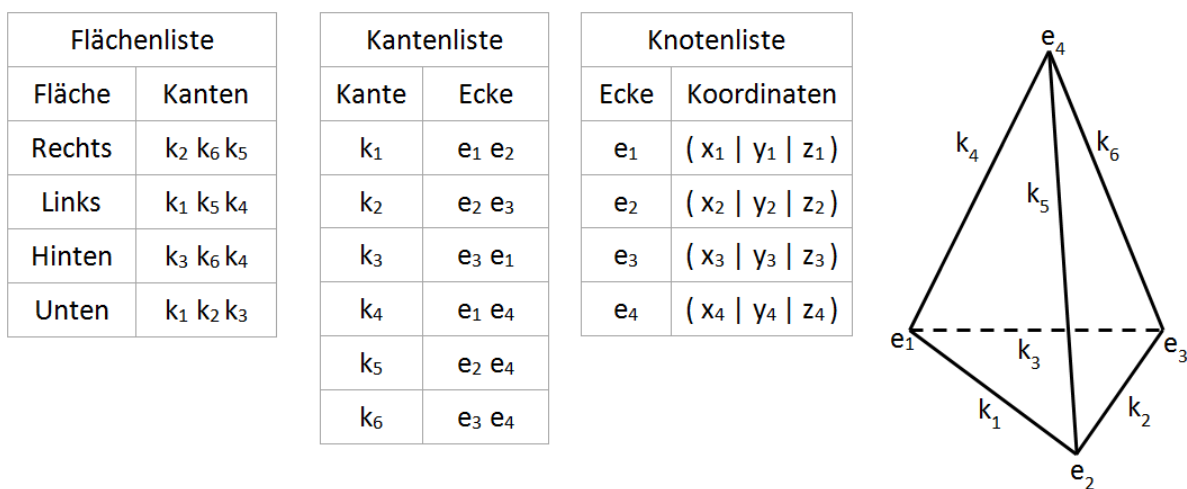 Flächenliste
Fläche Kanten
Rechts k₂ k₆ k₅
Links k₁ k₅ k₄
Hinten k₃ k₆ k₄
Unten k₁ k₂ k₃
Kantenliste
Kante Ecke
k₁ e₁ e₂
k₂ e₂ e₃
k₃ e₃ e₁
k₄ e₁ e₄
k₅ e₂ e₄
k₆ e₃ e₄
Knotenliste
Ecke Koordinaten
e₁ ( x₁ | y₁ | z₁ )
e₂ ( x₂ | y₂ | z₂ )
e₃ ( x₃ | y₃ | z₃ )
e₄ ( x₄ | y₄ | z₄ )
e₄
k₄
k₆
k₅
e₁
k₃
e₃
k₁
k₂
e₂